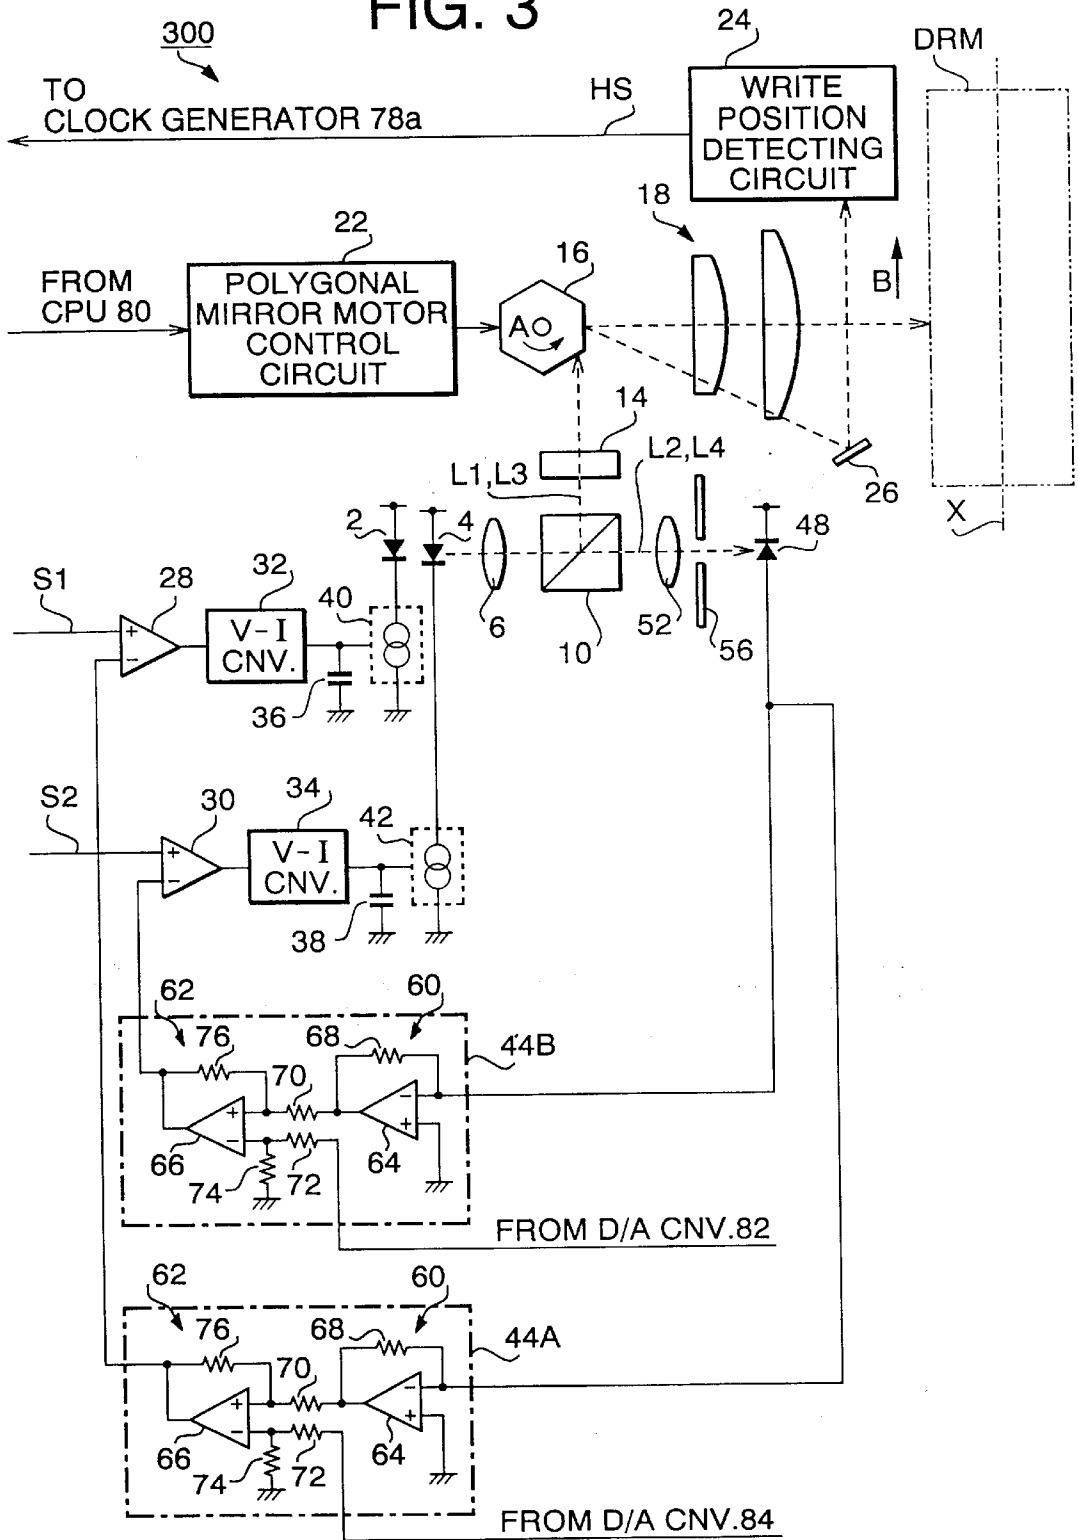 FIG. 3
300
24
DRM
TO
CLOCK GENERATOR 78a
HS
WRITE
POSITION
DETECTING
CIRCUIT
18
22
16
B
FROM
CPU 80
POLYGONAL
MIRROR MOTOR
CONTROL
CIRCUIT
A
14
L1,L3
L2,L4
26
X
2
4
48
S1
28
32
40
6
10
52
56
+
−
V-I
CNV.
36
S2
30
34
42
+
−
V-I
CNV.
38
62
60
76
68
44B
70
+
−
−
+
66
64
74
72
FROM D/A CNV.82
62
60
76
68
44A
70
+
−
−
+
66
64
74
72
FROM D/A CNV.84